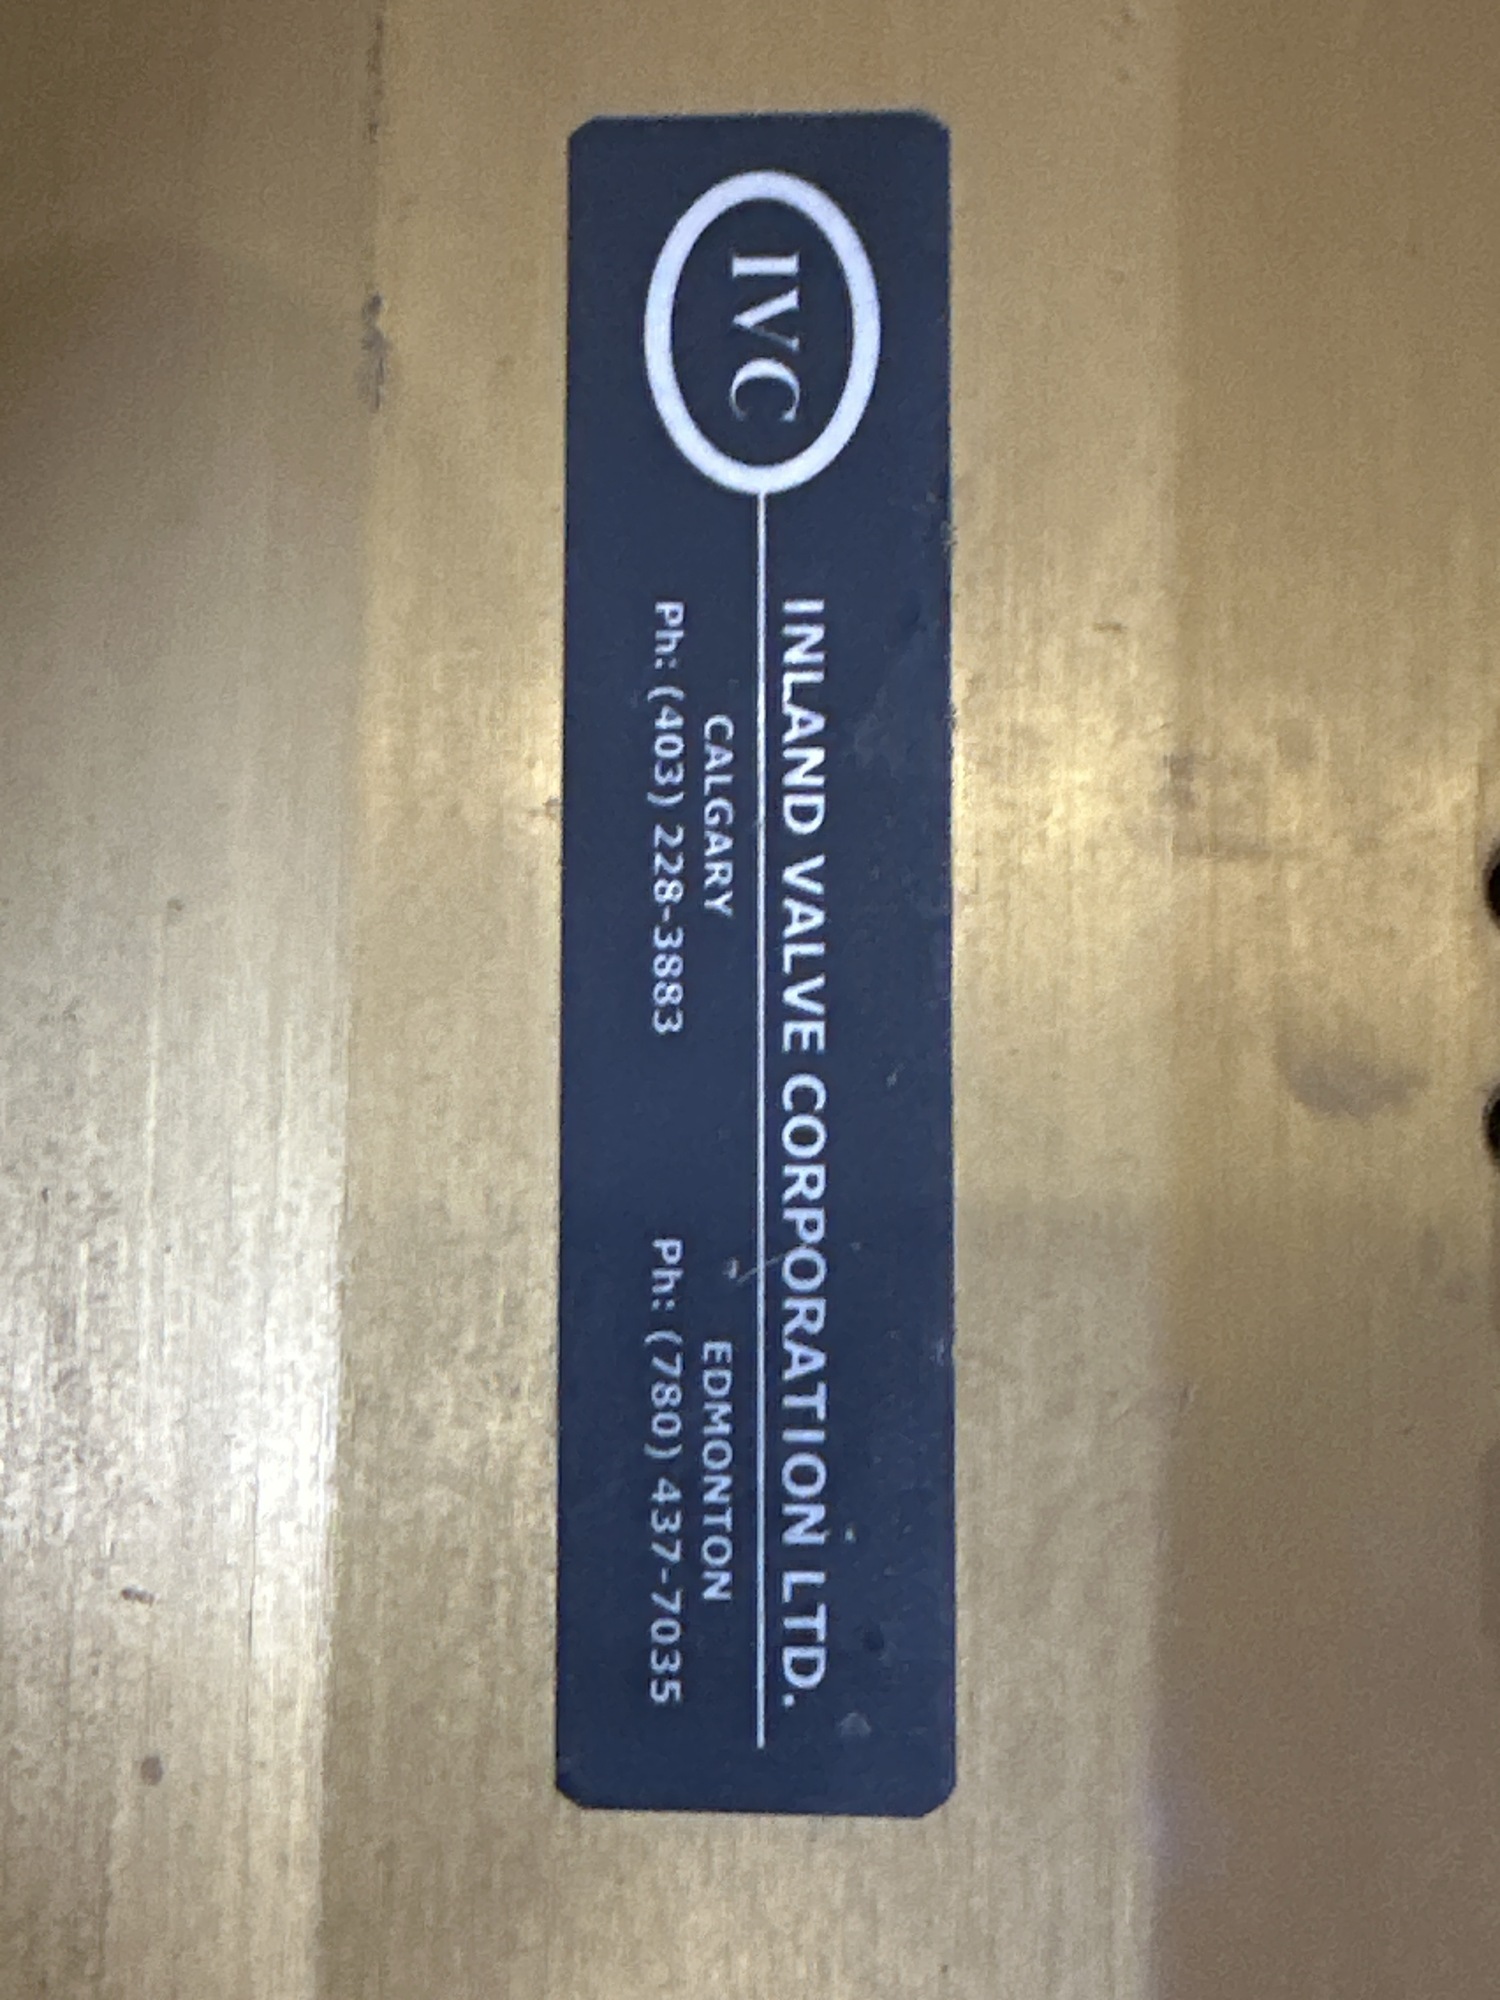 IVC
INLAND VALVE CORPORATION LTD.
CALGARY
Ph: (403) 228-3883
EDMONTON
Ph: (780) 437-7035